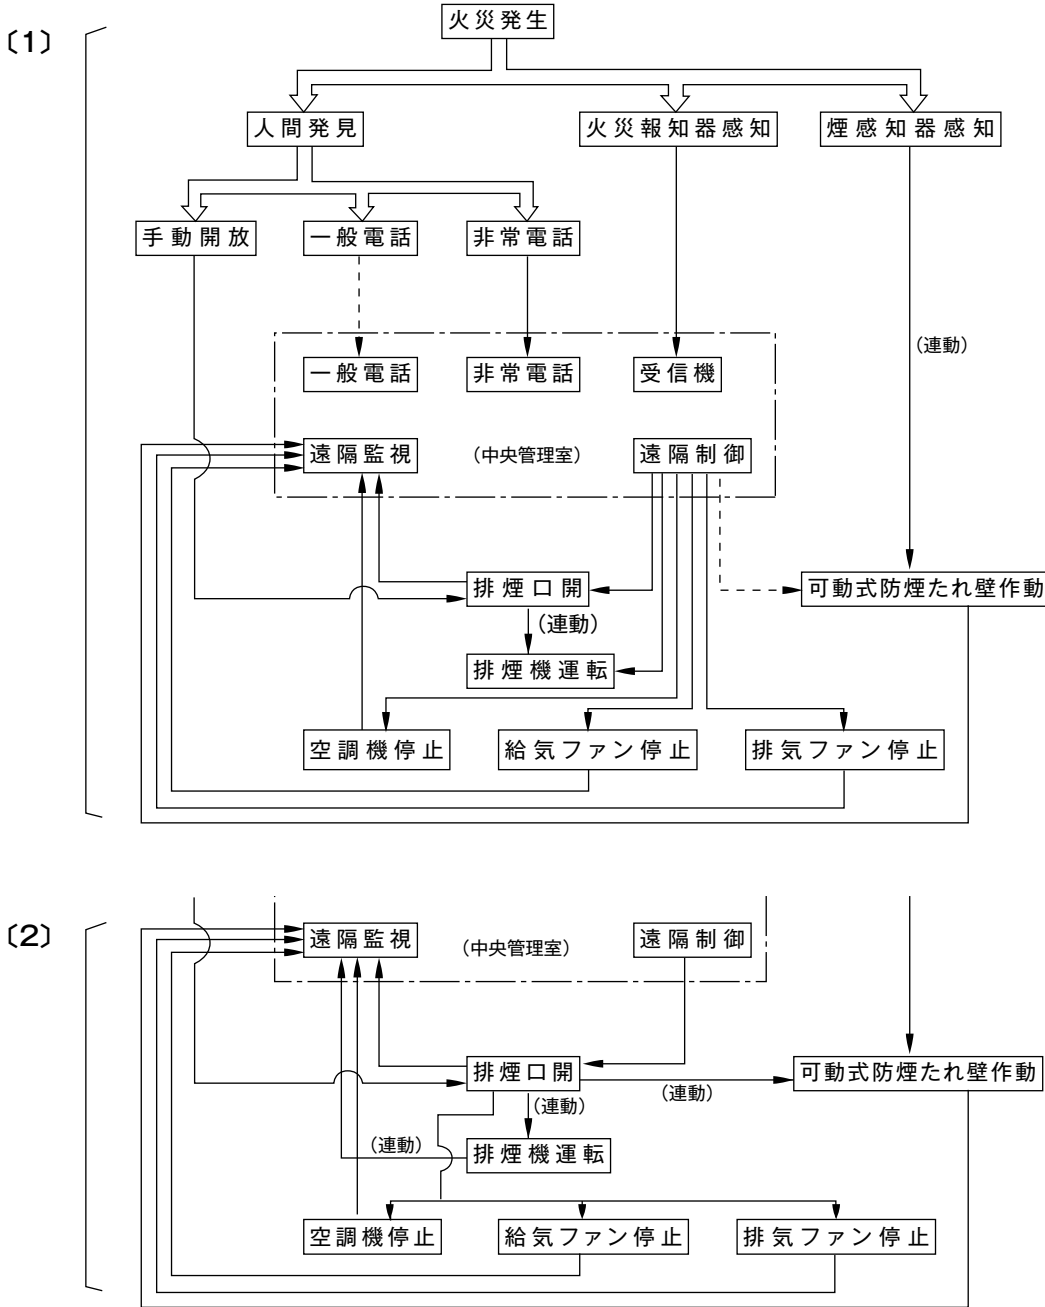 〔1〕
火災発生
人間発見
火災報知器感知
煙感知器感知
手動開放
一般電話
非常電話
(連動)
一般電話
非常電話
受信機
遠隔監視
(中央管理室)
遠隔制御
排煙口開
可動式防煙たれ壁作動
(連動)
排煙機運転
空調機停止
給気ファン停止
排気ファン停止
〔2〕
遠隔監視
(中央管理室)
遠隔制御
排煙口開
可動式防煙たれ壁作動
(連動)
(連動)
(連動)
排煙機運転
空調機停止
給気ファン停止
排気ファン停止